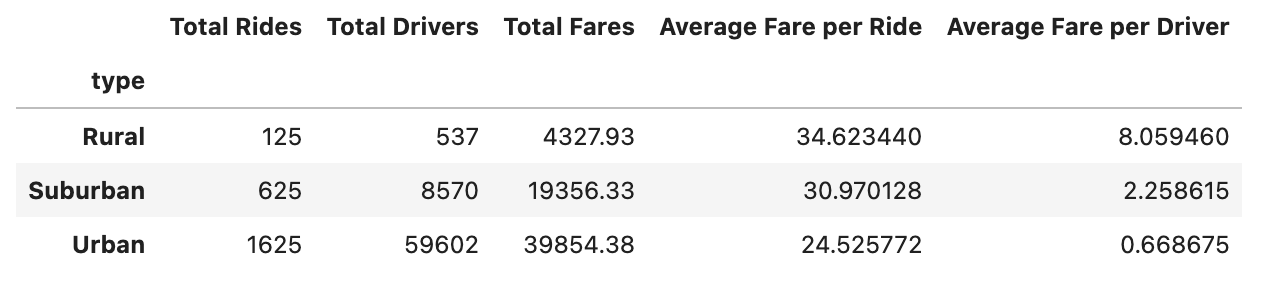 Total Rides Total Drivers Total Fares Average Fare per Ride Average Fare per Driver
type
Rural 125 537 4327.93 34.623440 8.059460
Suburban 625 8570 19356.33 30.970128 2.258615
Urban 1625 59602 39854.38 24.525772 0.668675